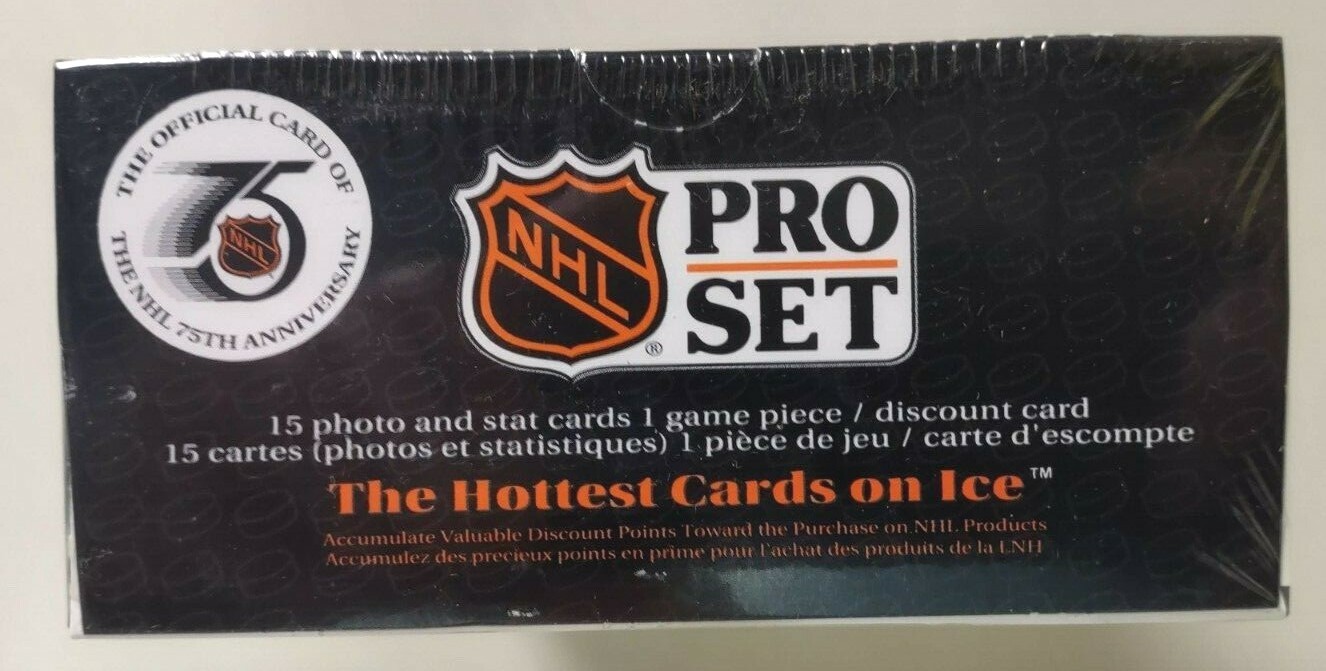 THE OFFICIAL CARD OF
75
NHL
THE NHL 75TH ANNIVERSARY
NHL
®
PRO
SET
15 photo and stat cards 1 game piece / discount card
15 cartes (photos et statistiques) 1 pièce de jeu / carte d'escompte
The Hottest Cards on Ice™
Accumulate Valuable Discount Points Toward the Purchase on NHL Products
Accumulez des precieux points en prime pour l'achat des produits de la LNH